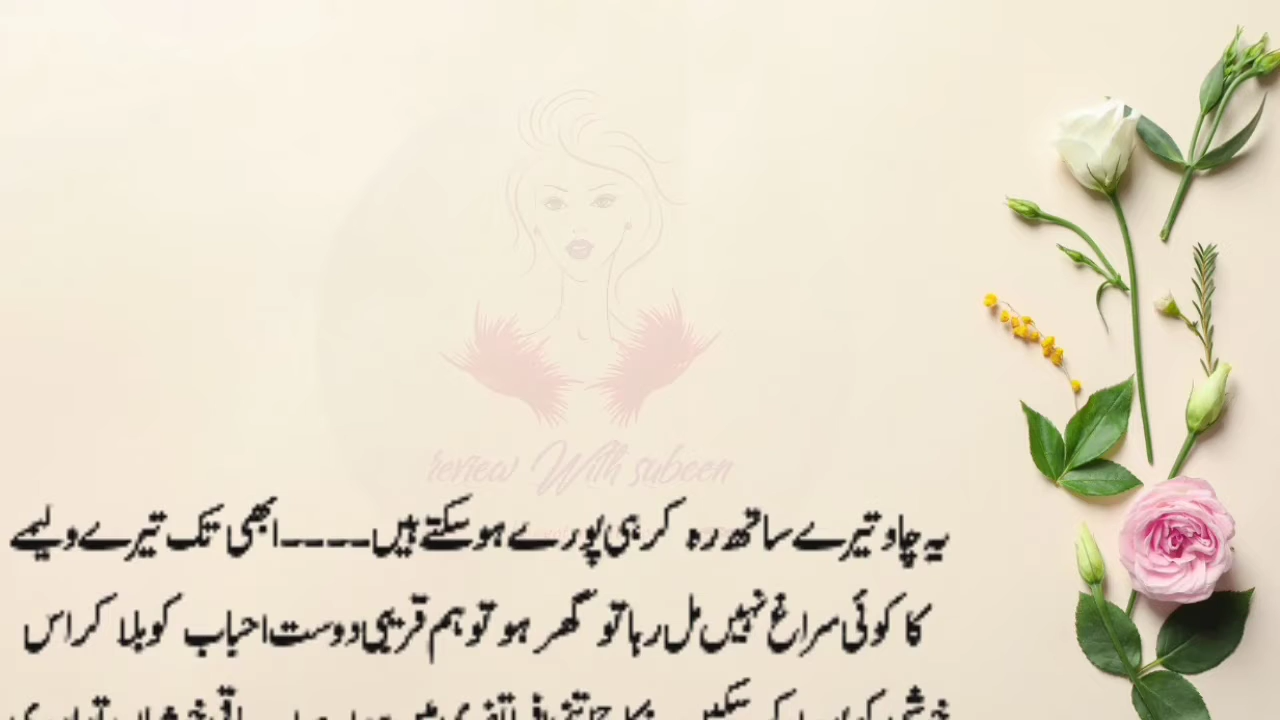 review With subeen
یہ چاو تیرے ساتھ رہ کر ہی پورے ہو سکتے ہیں۔۔۔۔ابھی تک تیرے ولیمے
کا کوئی سراغ نہیں مل رہا تو گھر ہو تو ہم قریبی دوست احباب کو بلا کر اس